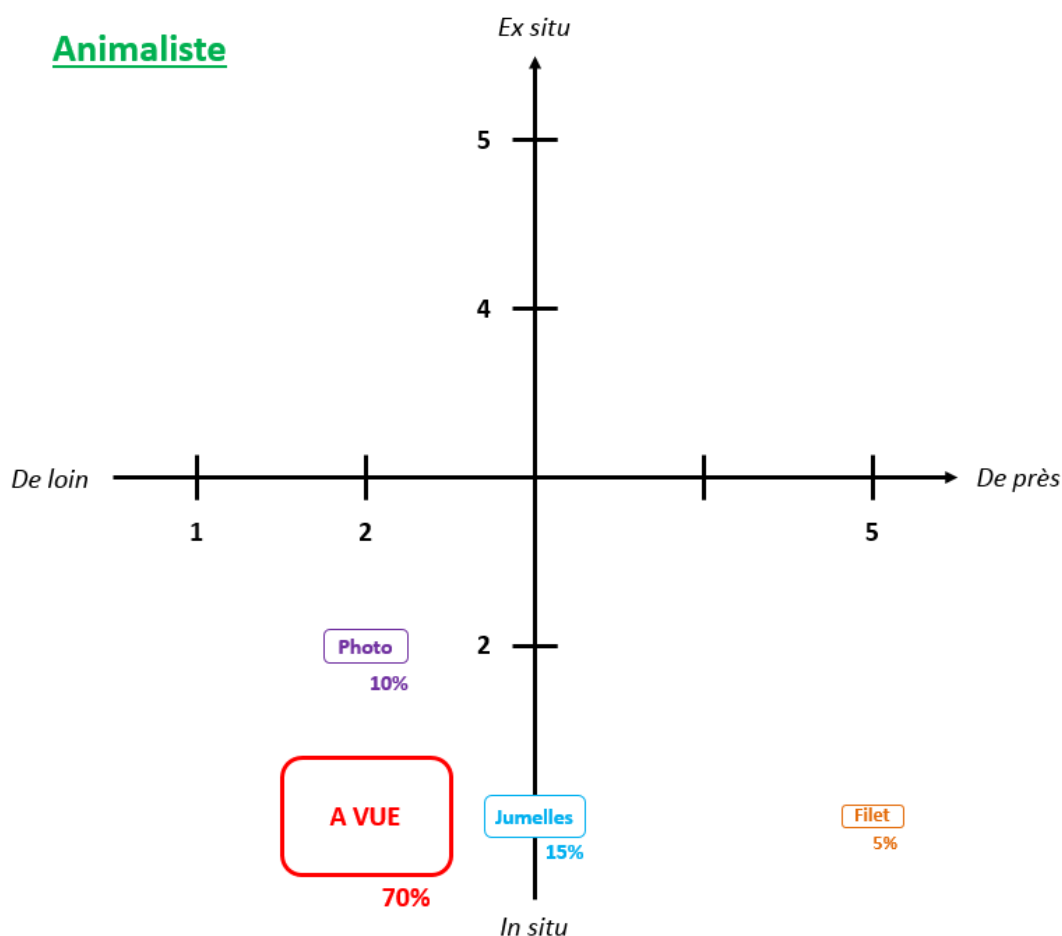 Ex situ
Animaliste
5
4
De loin
De près
1
2
5
Photo
2
10%
A VUE
Jumelles
Filet
5%
15%
70%
In situ